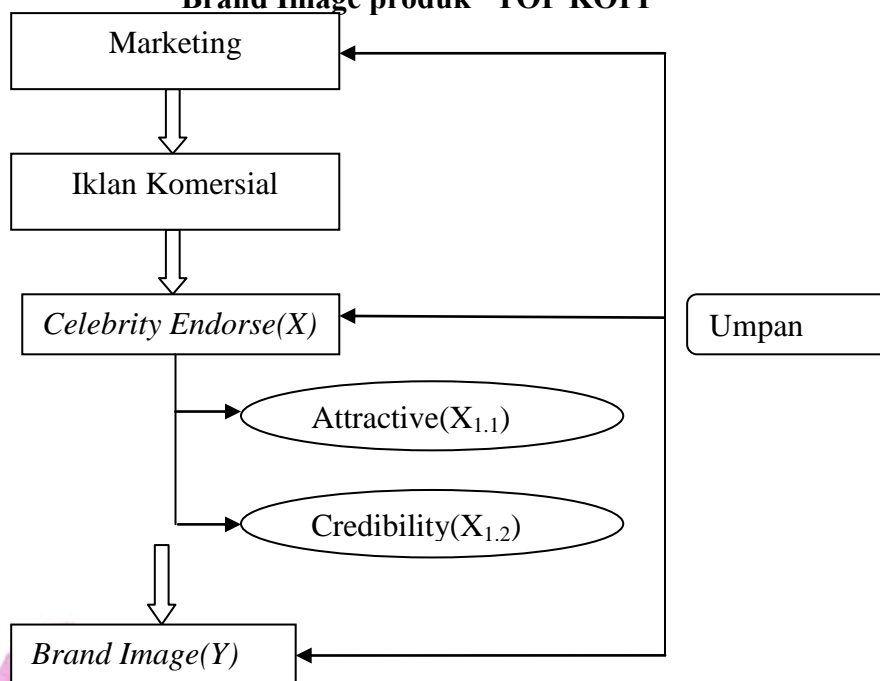 Brand Image produk "TOP KOPI"
Marketing
Iklan Komersial
Celebrity Endorse(X)
Umpan
Attractive(X1.1)
Credibility(X1.2)
Brand Image(Y)